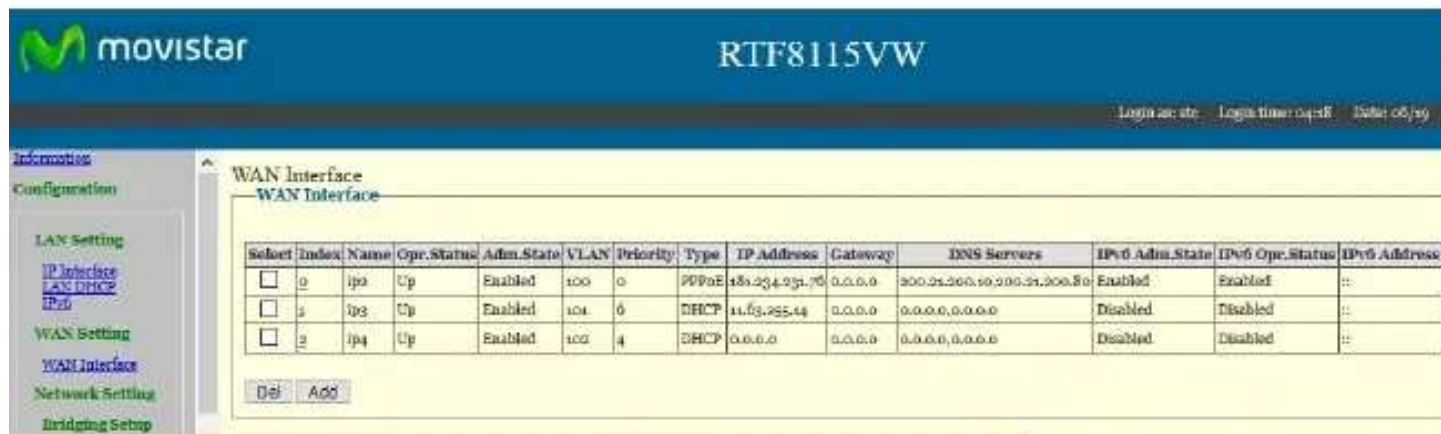 movistar
RTF8115VW
Login as: ste Login time: 04:18 Date: 06/19
Information
Configuration
LAN Setting
IP Interface
LAN DHCP
IPv6
WAN Setting
WAN Interface
Network Setting
Bridging Setup
WAN Interface
WAN Interface
Select Index Name Opr.Status Adm.State VLAN Priority Type IP Address Gateway DNS Servers IPv6 Adm.State IPv6 Opr.Status IPv6 Address
0 ip2 Up Enabled 100 0 PPPoE 181.234.231.76 0.0.0.0 200.21.200.10,200.21.200.80 Enabled Enabled ::
1 ip3 Up Enabled 101 6 DHCP 11.63.255.14 0.0.0.0 0.0.0.0,0.0.0.0 Disabled Disabled ::
2 ip4 Up Enabled 102 4 DHCP 0.0.0.0 0.0.0.0 0.0.0.0,0.0.0.0 Disabled Disabled ::
Del Add